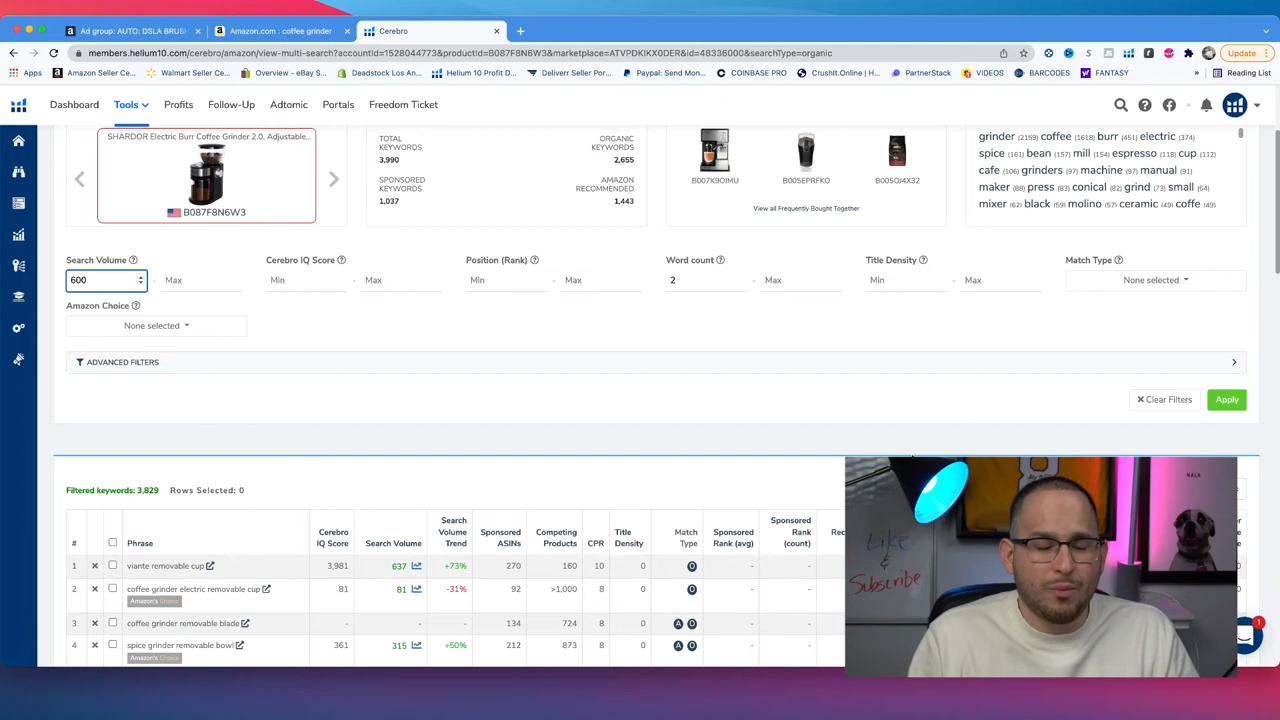 Ad group: AUTO: DSLA BRUSH
Amazon.com : coffee grinder
Cerebro
members.helium10.com/cerebro/amazon/view-multi-search?accountId=1528044773&productId=B087F8N6W3&marketplace=ATVPDKIKX0DER&id=48336000&searchType=organic
Update
Apps
Amazon Seller Ce...
Walmart Seller Ce...
Overview - eBay S...
Deadstock Los An...
Helium 10 Profit D...
Deliverr Seller Por...
Paypal: Send Mon...
COINBASE PRO
CrushIt.Online | H...
PartnerStack
VIDEOS
BARCODES
FANTASY
»
Reading List
Dashboard
Tools
Profits
Follow-Up
Adtomic
Portals
Freedom Ticket
SHARDOR Electric Burr Coffee Grinder 2.0, Adjustable...
B087F8N6W3
TOTAL KEYWORDS
3,990
ORGANIC KEYWORDS
2,655
SPONSORED KEYWORDS
1,037
AMAZON RECOMMENDED
1,443
B007K9OIMU
B005EPRFKO
B005OJ4X32
View all Frequently Bought Together
grinder (2159) coffee (1618) burr (451) electric (374)
spice (161) bean (157) mill (154) espresso (118) cup (112)
cafe (106) grinders (97) machine (97) manual (91)
maker (88) press (83) conical (82) grind (73) small (64)
mixer (62) black (59) molino (57) ceramic (49) coffe (49)
Search Volume
600
-
Max
Cerebro IQ Score
Min
-
Max
Position (Rank)
Min
-
Max
Word count
2
-
Max
Title Density
Min
-
Max
Match Type
None selected
Amazon Choice
None selected
ADVANCED FILTERS
Clear Filters
Apply
Filtered keywords: 3,829
Rows Selected: 0
# Phrase Cerebro IQ Score Search Volume Search Volume Trend Sponsored ASINs Competing Products CPR Title Density Match Type Sponsored Rank (avg) Sponsored Rank (count)
1 viante removable cup 3,981 637 +73% 270 160 10 0 O - -
2 coffee grinder electric removable cup 81 81 -31% 92 >1,000 8 0 O - -
Amazon's Choice
3 coffee grinder removable blade - - - 134 724 8 0 A O - -
4 spice grinder removable bowl 361 315 +50% 212 873 8 0 A O - -
Amazon's Choice
Like
&
Subscribe
NALA
1